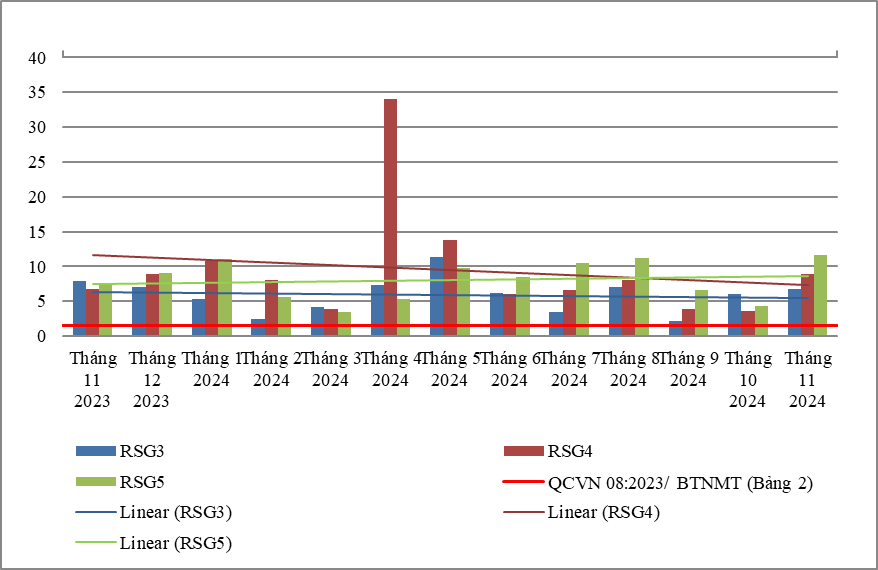 40
35
30
25
20
15
10
5
0
Tháng Tháng Tháng 1Tháng 2Tháng 3Tháng 4Tháng 5Tháng 6Tháng 7Tháng 8Tháng 9 Tháng Tháng
11 12 2024 2024 2024 2024 2024 2024 2024 2024 2024 10 11
2023 2023 2024 2024
RSG3 RSG4
RSG5 QCVN 08:2023/ BTNMT (Bảng 2)
Linear (RSG3) Linear (RSG4)
Linear (RSG5)